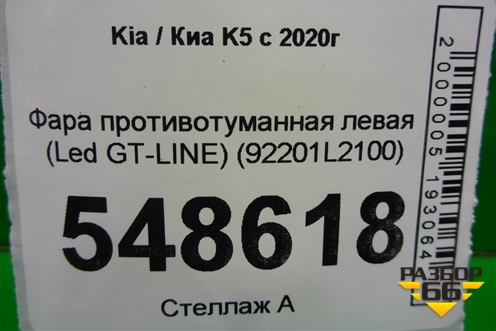 Kia / Киа K5 с 2020г
Фара противотуманная левая
(Led GT-LINE) (92201L2100)
548618
Стеллаж А
2000005193064
РАЗБОР
66